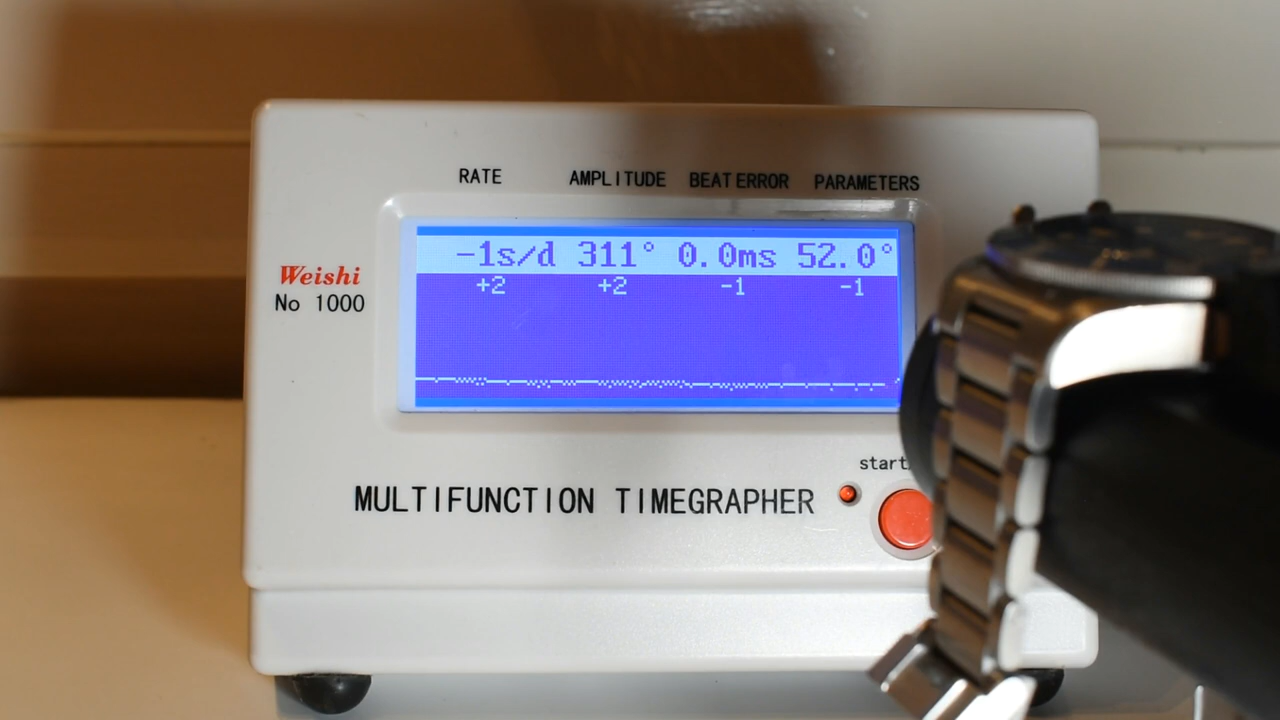 RATE AMPLITUDE BEAT ERROR PARAMETERS
-1s/d 311° 0.0ms 52.0°
+2 +2 -1 -1
Weishi
No 1000
start
MULTIFUNCTION TIMEGRAPHER